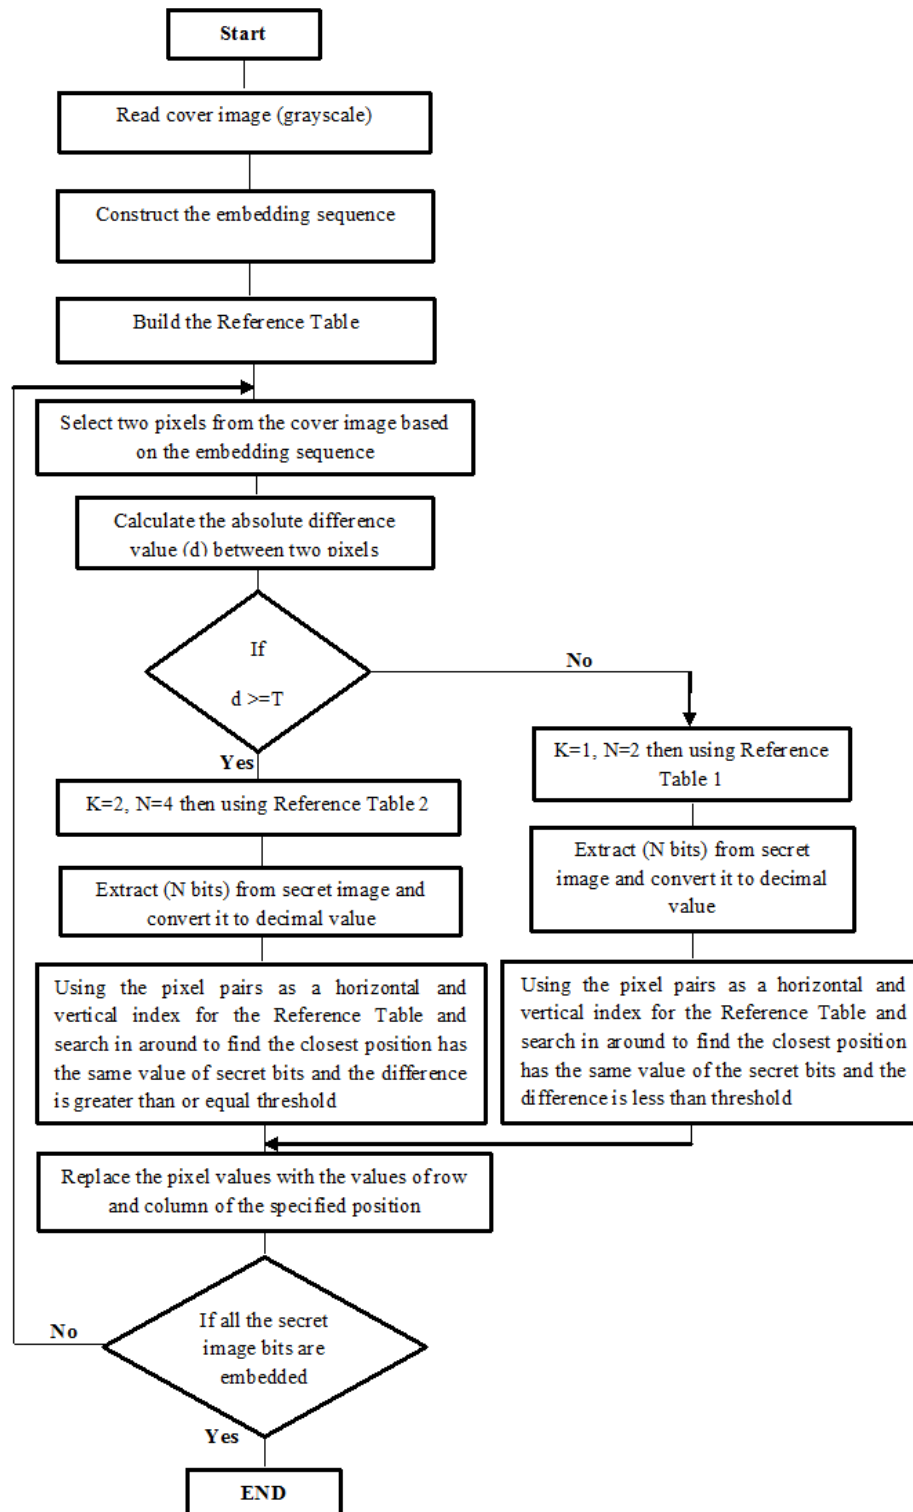 Start
Read cover image (grayscale)
Construct the embedding sequence
Build the Reference Table
Select two pixels from the cover image based
on the embedding sequence
Calculate the absolute difference
value (d) between two pixels
If
d >=T
No
Yes
K=1, N=2 then using Reference
Table 1
K=2, N=4 then using Reference Table 2
Extract (N bits) from secret
image and convert it to decimal
value
Extract (N bits) from secret image and
convert it to decimal value
Using the pixel pairs as a horizontal and
vertical index for the Reference Table and
search in around to find the closest position
has the same value of the secret bits and the
difference is less than threshold
Using the pixel pairs as a horizontal and
vertical index for the Reference Table and
search in around to find the closest position has
the same value of secret bits and the difference
is greater than or equal threshold
Replace the pixel values with the values of row
and column of the specified position
If all the secret
image bits are
embedded
No
Yes
END